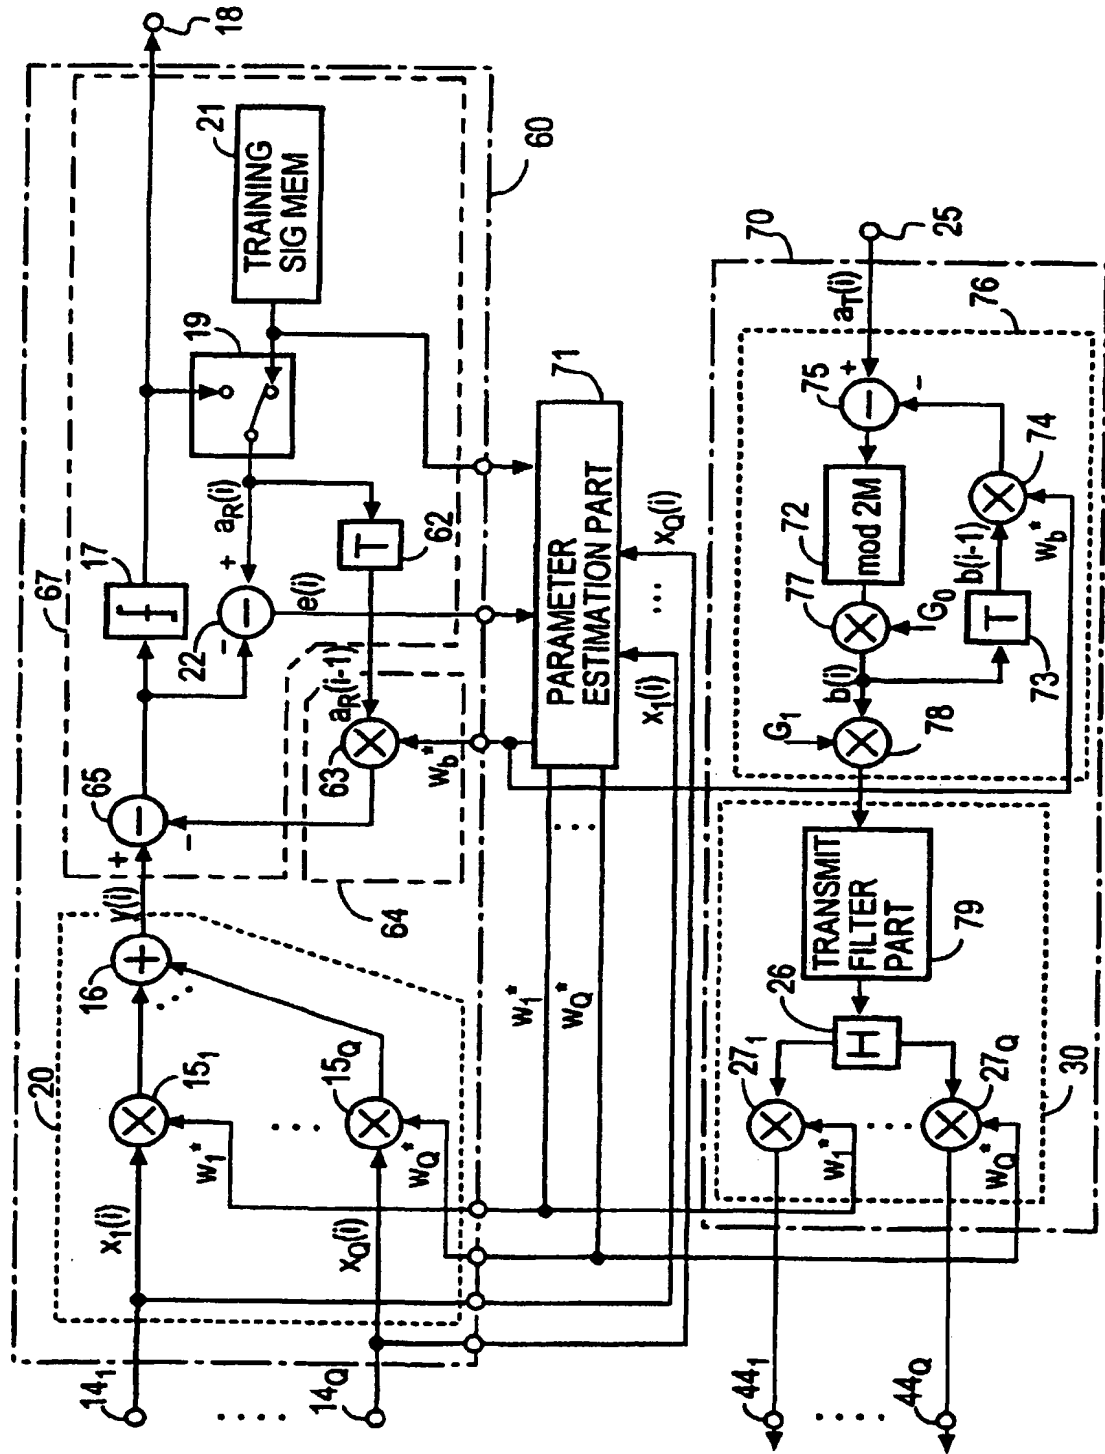 18
67
17
19
21
TRAINING
SIG MEM
60
a_R(i)
+
-
22
e(i)
T
62
65
+
-
y(i)
16
+
20
15_1
x_1(i)
w_1*
. . . .
15_Q
w_Q*
x_Q(i)
14_1
. . . .
14_Q
a_R(i-1)
63
w_b*
64
71
PARAMETER
ESTIMATION PART
x_1(i)
. . .
x_Q(i)
. . . .
w_1*
w_Q*
70
25
a_T(i)
76
+
75
-
72
mod 2M
77
G_0
b(i)
G_1
78
T
73
b(i-1)
74
w_b*
TRANSMIT
FILTER
PART
79
26
H
27_1
w_1*
. . . .
27_Q
w_Q*
30
44_1
. . . . .
44_Q